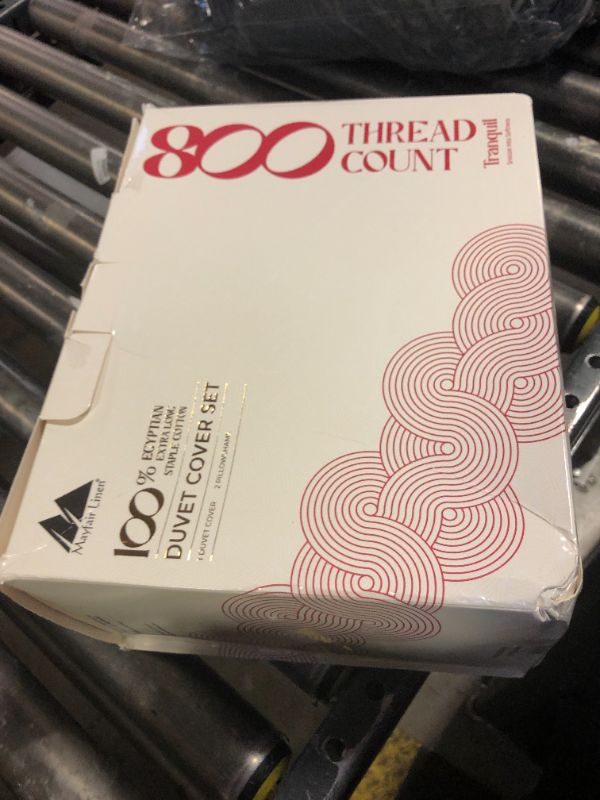 800
THREAD
COUNT
Tranquil
Mayfair Linen
100%
EGYPTIAN
EXTRA LONG
STAPLE COTTON
DUVET COVER SET
1 DUVET COVER
2 PILLOW SHAMS